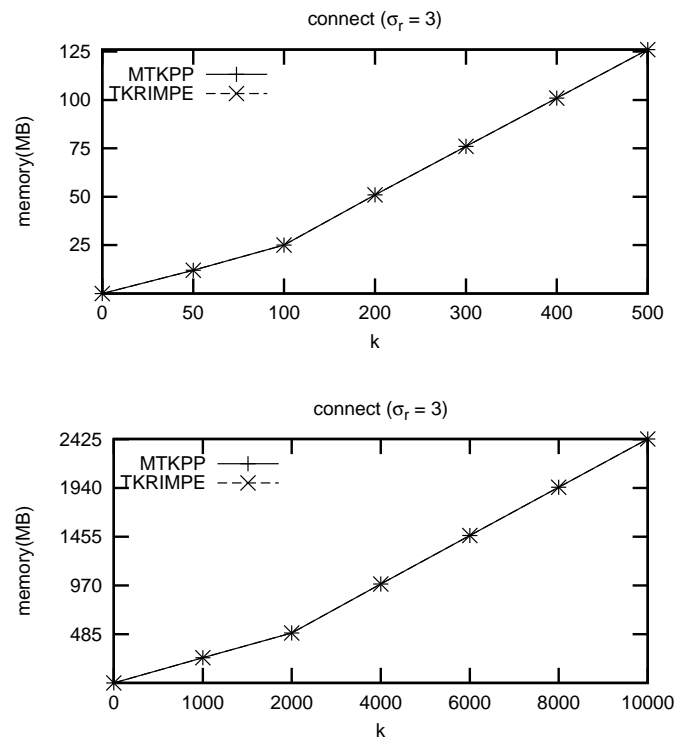 connect (σr = 3)
125
100
75
50
25
memory(MB)
MTKPP
TKRIMPE
0 50 100 200 300 400 500
k
connect (σr = 3)
2425
1940
1455
970
485
memory(MB)
MTKPP
TKRIMPE
0 1000 2000 4000 6000 8000 10000
k